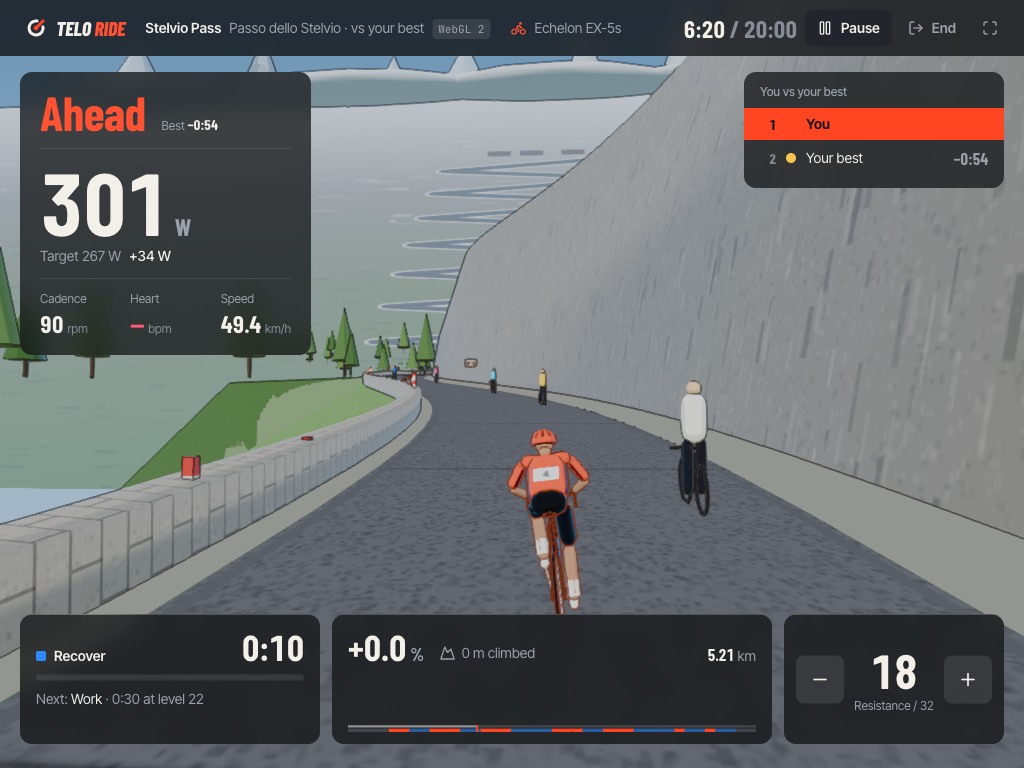 TELO RIDE Stelvio Pass Passo dello Stelvio · vs your best WebGL 2 Echelon EX-5s 6:20 / 20:00 Pause End
Ahead Best −0:54
301 W
Target 267 W +34 W
Cadence Heart Speed
90 rpm — bpm 49.4 km/h
You vs your best
1 You
2 Your best −0:54
4
Recover 0:10
Next: Work · 0:30 at level 22
+0.0 % 0 m climbed 5.21 km
− 18 +
Resistance / 32